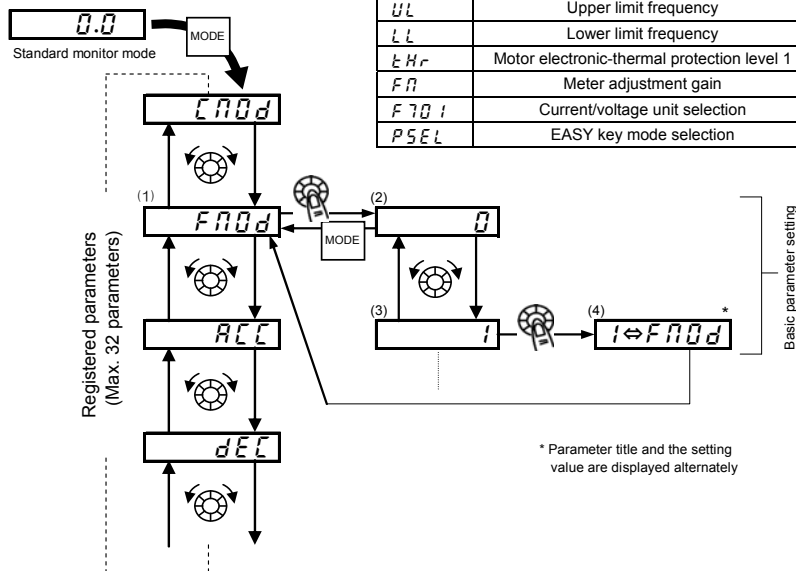 0.0
MODE
Standard monitor mode
UL Upper limit frequency
LL Lower limit frequency
tHr Motor electronic-thermal protection level 1
FM Meter adjustment gain
F701 Current/voltage unit selection
PSEL EASY key mode selection
Registered parameters
(Max. 32 parameters)
CMOd
(1)
FMOd
MODE
(2)
0
(3)
1
(4)
*
1⇔FMOd
Basic parameter setting
ACC
dEC
* Parameter title and the setting
value are displayed alternately